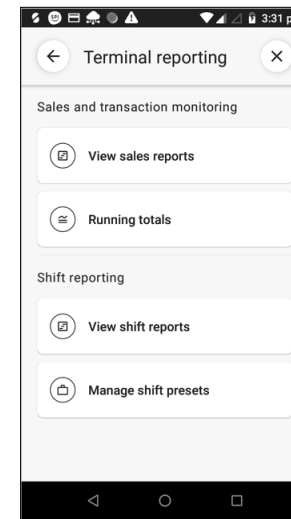 3:31 p
Terminal reporting
Sales and transaction monitoring
View sales reports
Running totals
Shift reporting
View shift reports
Manage shift presets